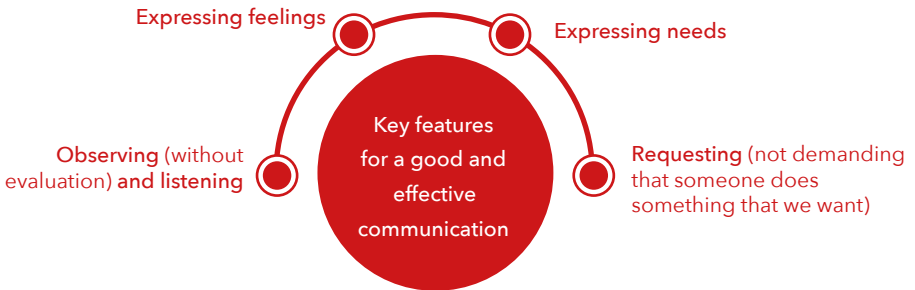 Expressing feelings
Expressing needs
Key features
for a good and
effective
communication
Observing (without
evaluation) and listening
Requesting (not demanding
that someone does
something that we want)